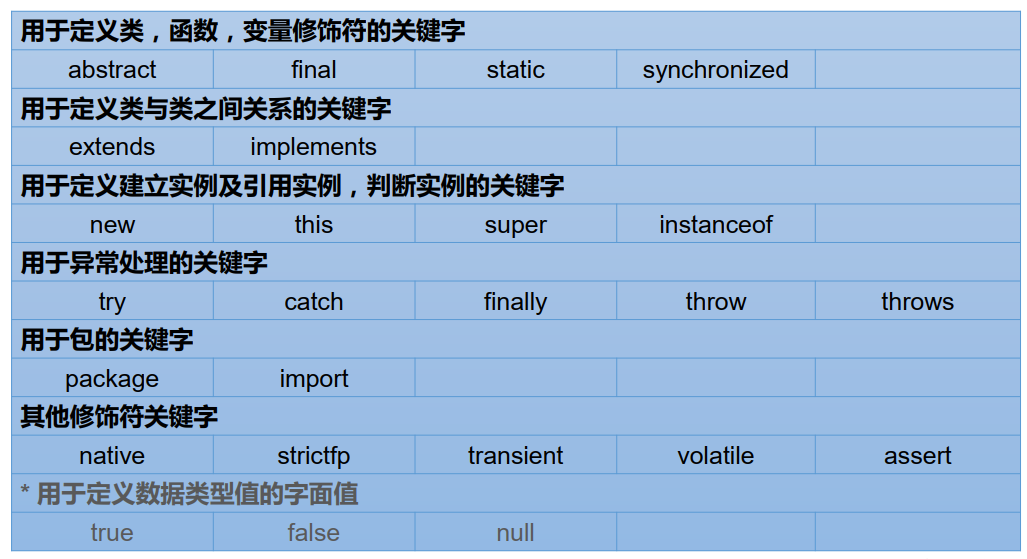 用于定义类，函数，变量修饰符的关键字
abstract final static synchronized
用于定义类与类之间关系的关键字
extends implements
用于定义建立实例及引用实例，判断实例的关键字
new this super instanceof
用于异常处理的关键字
try catch finally throw throws
用于包的关键字
package import
其他修饰符关键字
native strictfp transient volatile assert
* 用于定义数据类型值的字面值
true false null